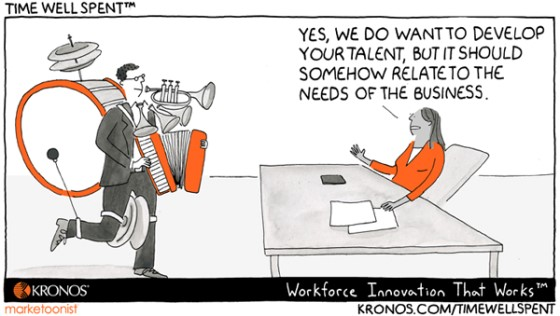 TIME WELL SPENT™
YES, WE DO WANT TO DEVELOP
YOUR TALENT, BUT IT SHOULD
SOMEHOW RELATE TO THE
NEEDS OF THE BUSINESS.
KRONOS® Workforce Innovation That Works™
marketoonist KRONOS.COM/TIMEWELLSPENT